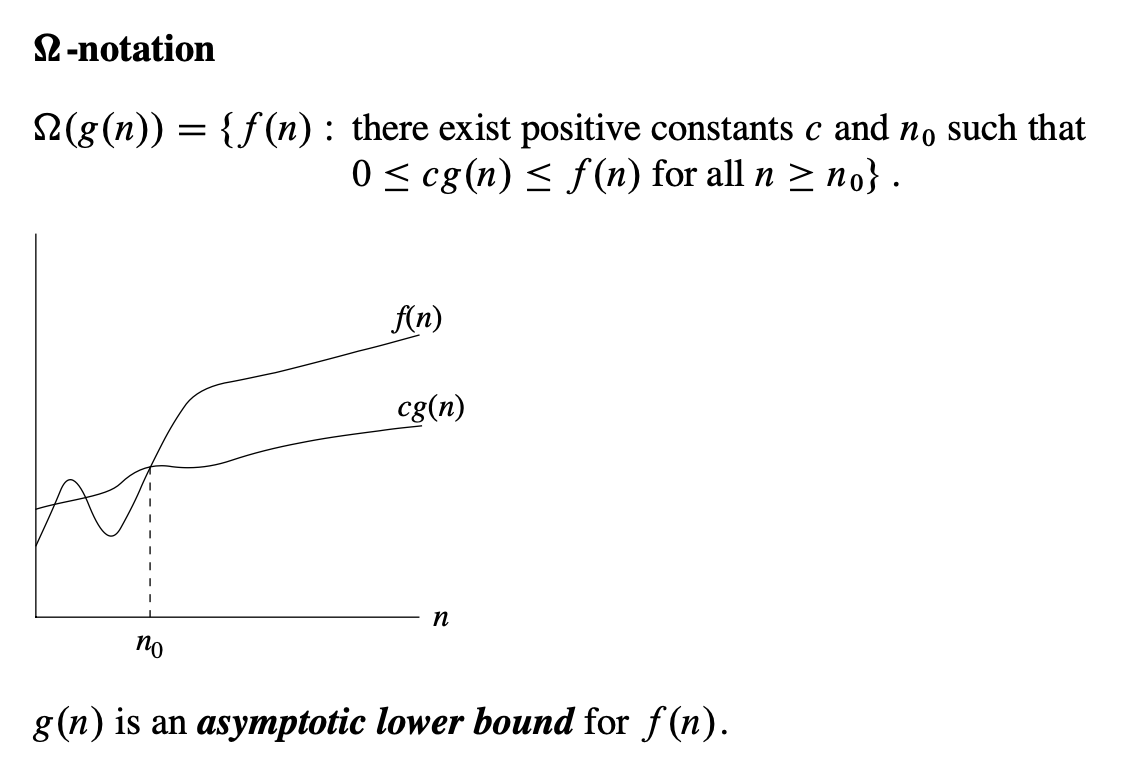 Ω-notation
Ω(g(n)) = {f(n) : there exist positive constants c and n₀ such that
0 ≤ cg(n) ≤ f(n) for all n ≥ n₀} .
f(n)
cg(n)
n
n₀
g(n) is an asymptotic lower bound for f(n).